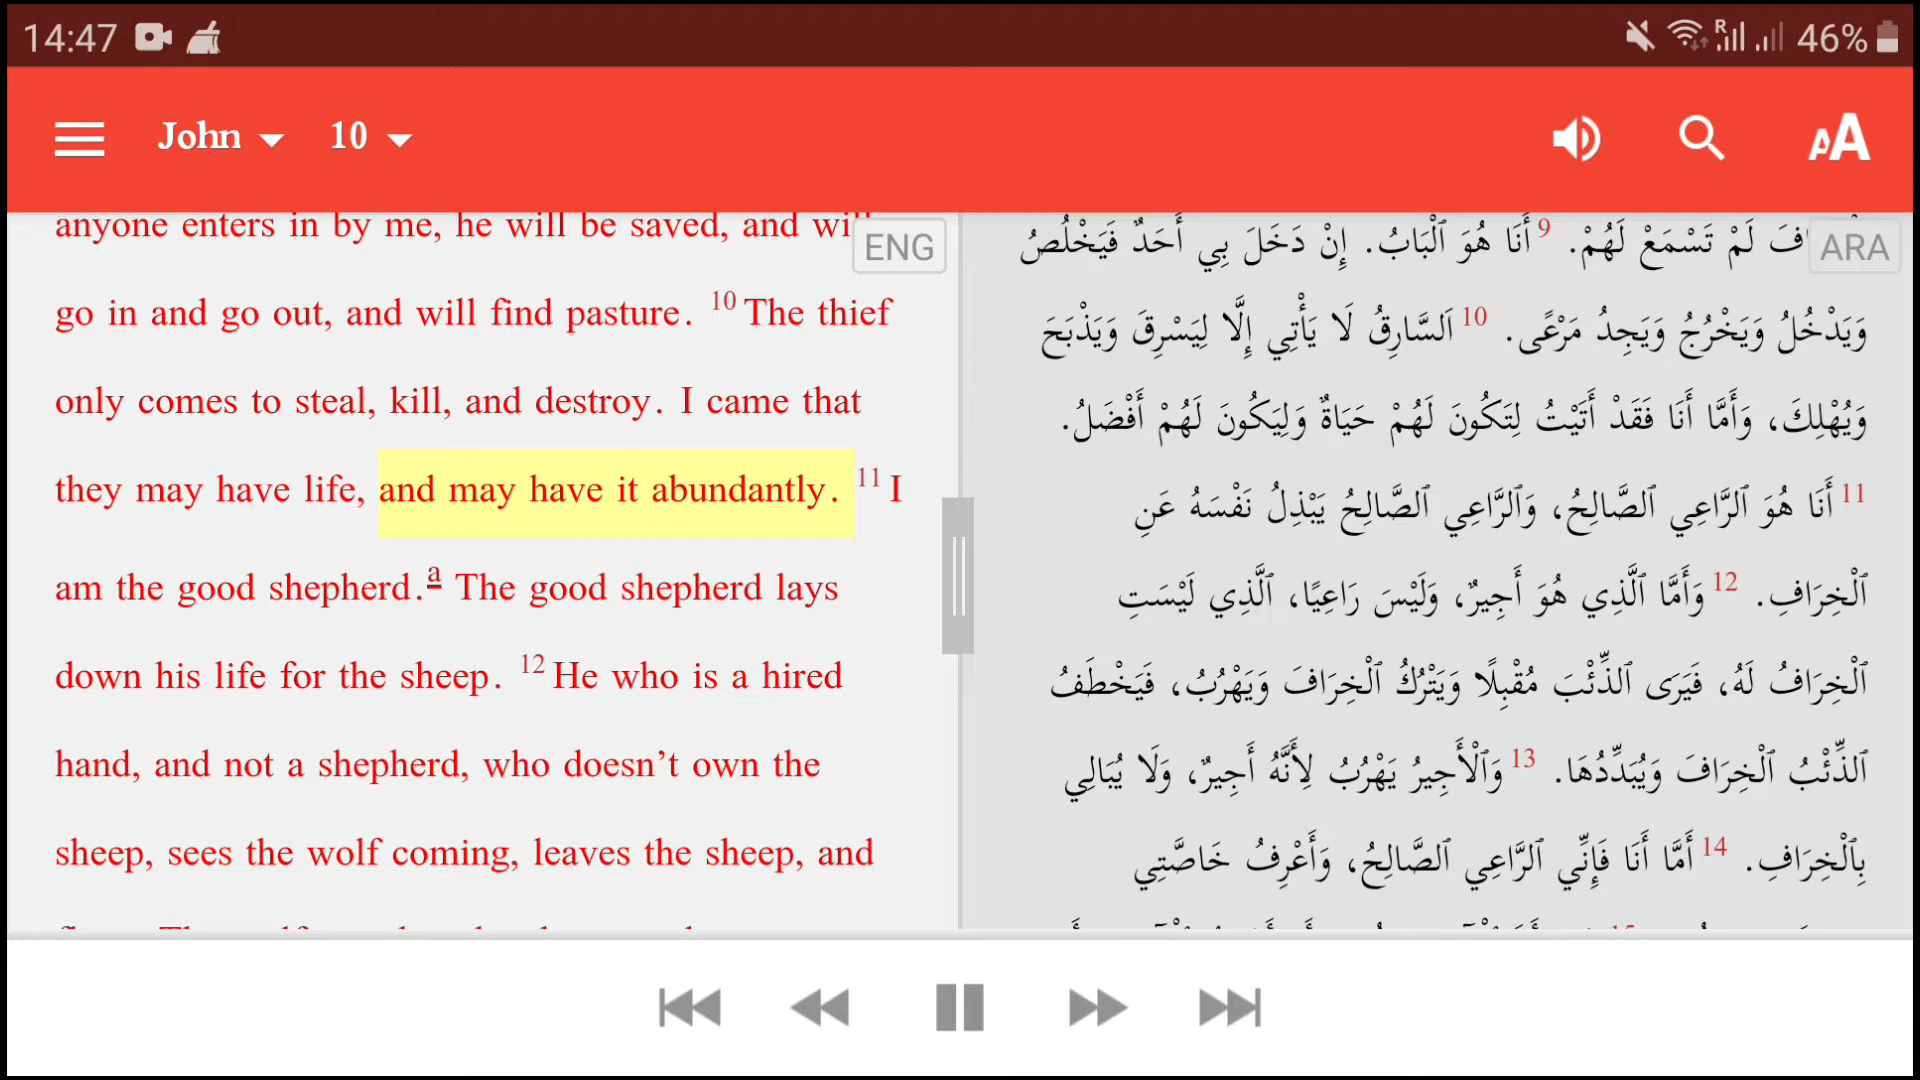 14:47
46%
John 10
anyone enters in by me, he will be saved, and will
ENG
go in and go out, and will find pasture. 10 The thief
only comes to steal, kill, and destroy. I came that
they may have life, and may have it abundantly. 11 I
am the good shepherd.a The good shepherd lays
down his life for the sheep. 12 He who is a hired
hand, and not a shepherd, who doesn’t own the
sheep, sees the wolf coming, leaves the sheep, and
ARA
لَمْ تَسْمَعْ لَهُمْ. 9 أَنَا هُوَ ٱلْبَابُ. إِنْ دَخَلَ بِي أَحَدٌ فَيَخْلُصُ
وَيَدْخُلُ وَيَخْرُجُ وَيَجِدُ مَرْعًى. 10 اَلسَّارِقُ لَا يَأْتِي إِلَّا لِيَسْرِقَ وَيَذْبَحَ
وَيُهْلِكَ، وَأَمَّا أَنَا فَقَدْ أَتَيْتُ لِتَكُونَ لَهُمْ حَيَاةٌ وَلِيَكُونَ لَهُمْ أَفْضَلُ.
11 أَنَا هُوَ ٱلرَّاعِي ٱلصَّالِحُ، وَٱلرَّاعِي ٱلصَّالِحُ يَبْذِلُ نَفْسَهُ عَنِ
ٱلْخِرَافِ. 12 وَأَمَّا ٱلَّذِي هُوَ أَجِيرٌ، وَلَيْسَ رَاعِيًا، ٱلَّذِي لَيْسَتِ
ٱلْخِرَافُ لَهُ، فَيَرَى ٱلذِّئْبَ مُقْبِلًا وَيَتْرُكُ ٱلْخِرَافَ وَيَهْرُبُ، فَيَخْطَفُ
ٱلذِّئْبُ ٱلْخِرَافَ وَيُبَدِّدُهَا. 13 وَٱلْأَجِيرُ يَهْرُبُ لِأَنَّهُ أَجِيرٌ، وَلَا يُبَالِي
بِٱلْخِرَافِ. 14 أَمَّا أَنَا فَإِنِّي ٱلرَّاعِي ٱلصَّالِحُ، وَأَعْرِفُ خَاصَّتِي